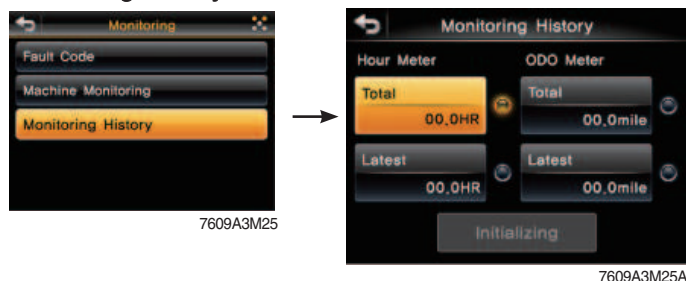 Monitoring
Fault Code
Machine Monitoring
Monitoring History
7609A3M25
Monitoring History
Hour Meter
ODO Meter
Total
00.0HR
Total
00.0mile
Latest
00.0HR
Latest
00.0mile
Initializing
7609A3M25A